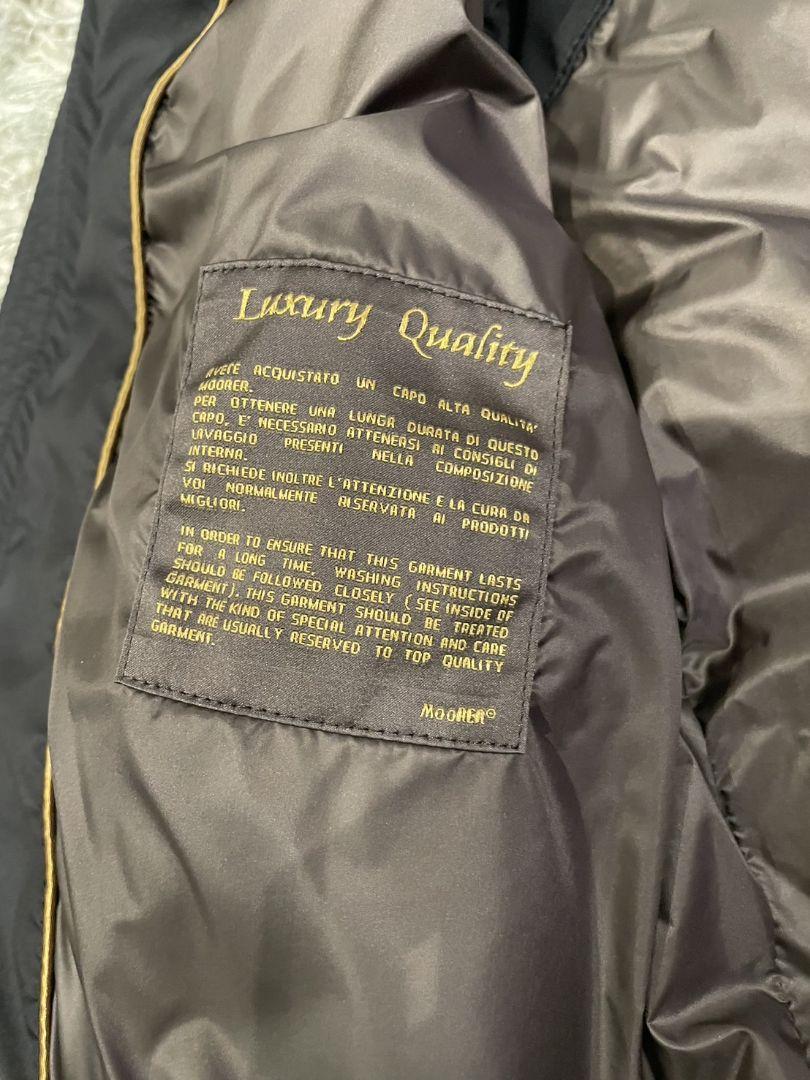 Luxury Quality
AVETE ACQUISTATO UN CAPO ALTA QUALITA'
MOORER.
PER OTTENERE UNA LUNGA DURATA DI QUESTO
CAPO, E' NECESSARIO ATTENERSI AI CONSIGLI DI
LAVAGGIO PRESENTI NELLA COMPOSIZIONE
INTERNA.
SI RICHIEDE INOLTRE L'ATTENZIONE E LA CURA DA
VOI NORMALMENTE RISERVATA AI PRODOTTI
MIGLIORI.
IN ORDER TO ENSURE THAT THIS GARMENT LASTS
FOR A LONG TIME, WASHING INSTRUCTIONS
SHOULD BE FOLLOWED CLOSELY ( SEE INSIDE OF
GARMENT). THIS GARMENT SHOULD BE TREATED
WITH THE KIND OF SPECIAL ATTENTION AND CARE
THAT ARE USUALLY RESERVED TO TOP QUALITY
GARMENT.
MooRER®